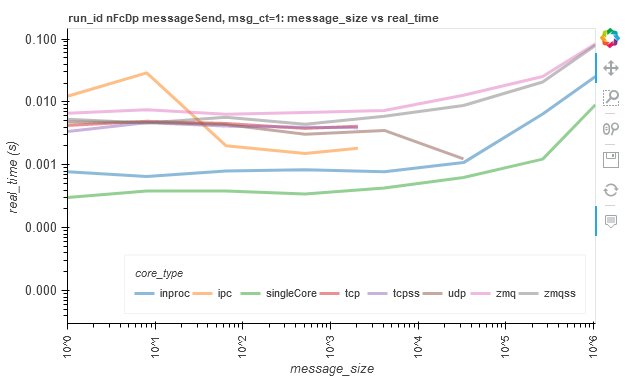 run_id nFcDp messageSend, msg_ct=1: message_size vs real_time
0.100
0.010
0.001
0.000
0.000
real_time (s)
core_type
inproc ipc singleCore tcp tcpss udp zmq zmqss
10^0 10^1 10^2 10^3 10^4 10^5 10^6
message_size